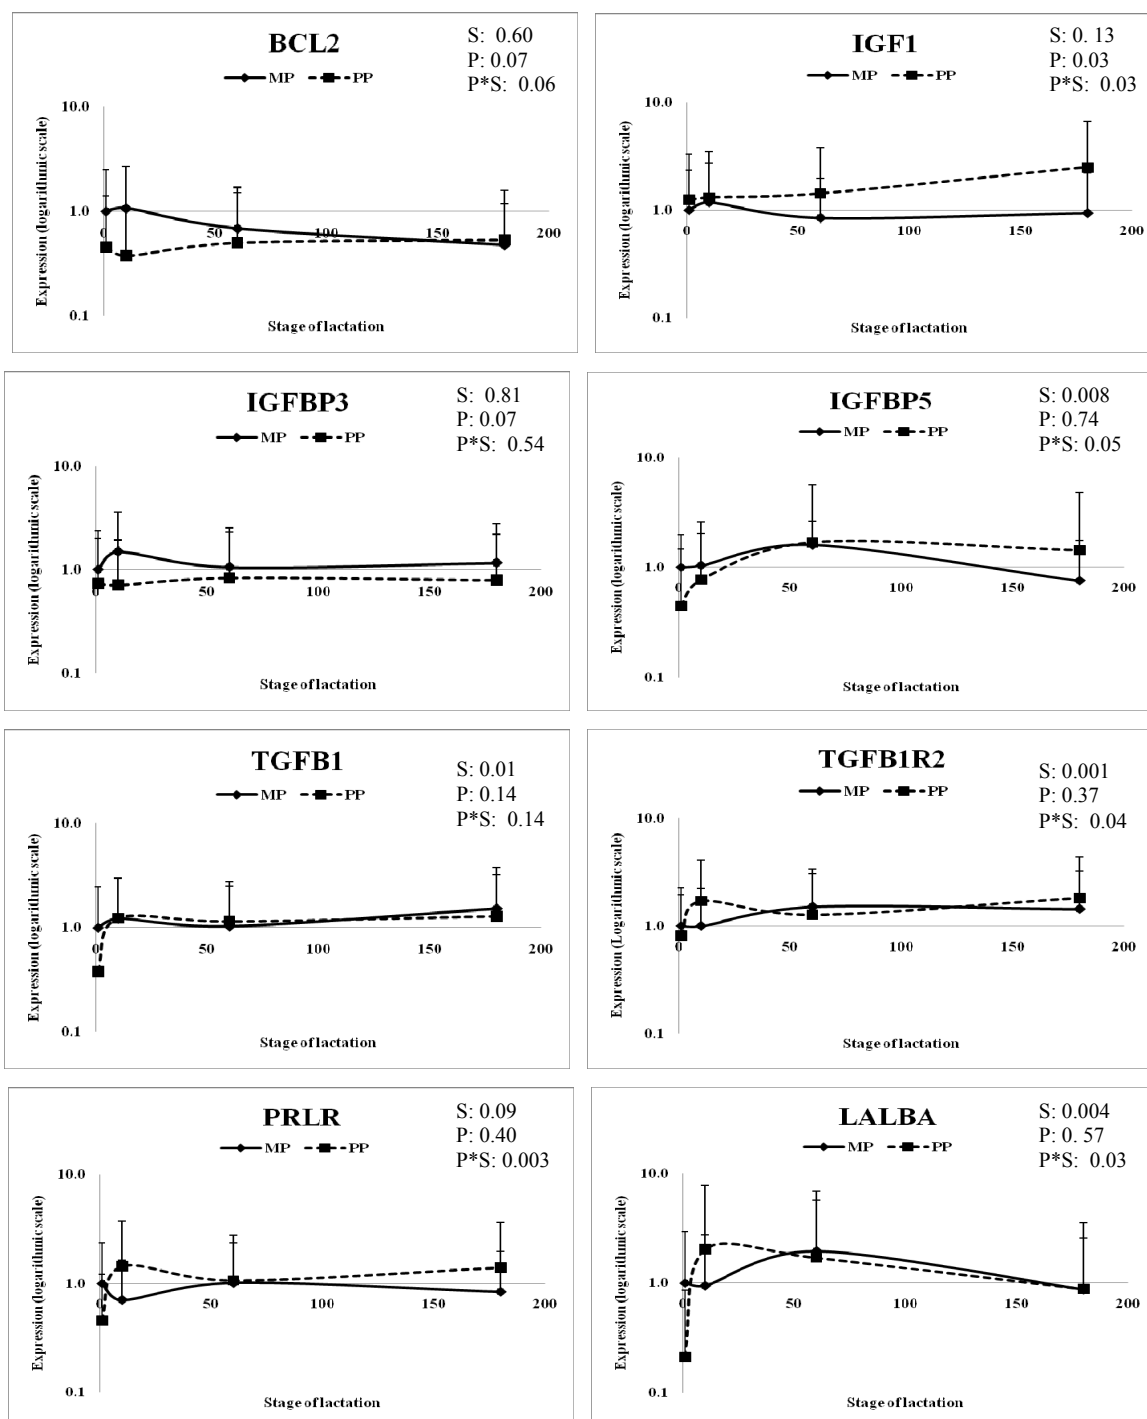 BCL2
S: 0.60
P: 0.07
P*S: 0.06
MP PP
Expression (logarithmic scale)
10.0
1.0
0.1
0 50 100 150 200
Stage of lactation
IGF1
S: 0. 13
P: 0.03
P*S: 0.03
MP PP
Expression (logarithmic scale)
10.0
1.0
0.1
0 50 100 150 200
Stage of lactation
IGFBP3
S: 0.81
P: 0.07
P*S: 0.54
MP PP
Expression (logarithmic scale)
10.0
1.0
0.1
0 50 100 150 200
Stage of lactation
IGFBP5
S: 0.008
P: 0.74
P*S: 0.05
MP PP
Expression (logarithmic scale)
10.0
1.0
0.1
0 50 100 150 200
Stage of lactation
TGFB1
S: 0.01
P: 0.14
P*S: 0.14
MP PP
Expression (logarithmic scale)
10.0
1.0
0.1
0 50 100 150 200
Stage of lactation
TGFB1R2
S: 0.001
P: 0.37
P*S: 0.04
MP PP
Expression (Logarithmic scale)
10.0
1.0
0.1
0 50 100 150 200
Stage of lactation
PRLR
S: 0.09
P: 0.40
P*S: 0.003
MP PP
Expression (logarithmic scale)
10.0
1.0
0.1
0 50 100 150 200
Stage of lactation
LALBA
S: 0.004
P: 0. 57
P*S: 0.03
MP PP
Expression (logarithmic scale)
10.0
1.0
0.1
0 50 100 150 200
Stage of lactation